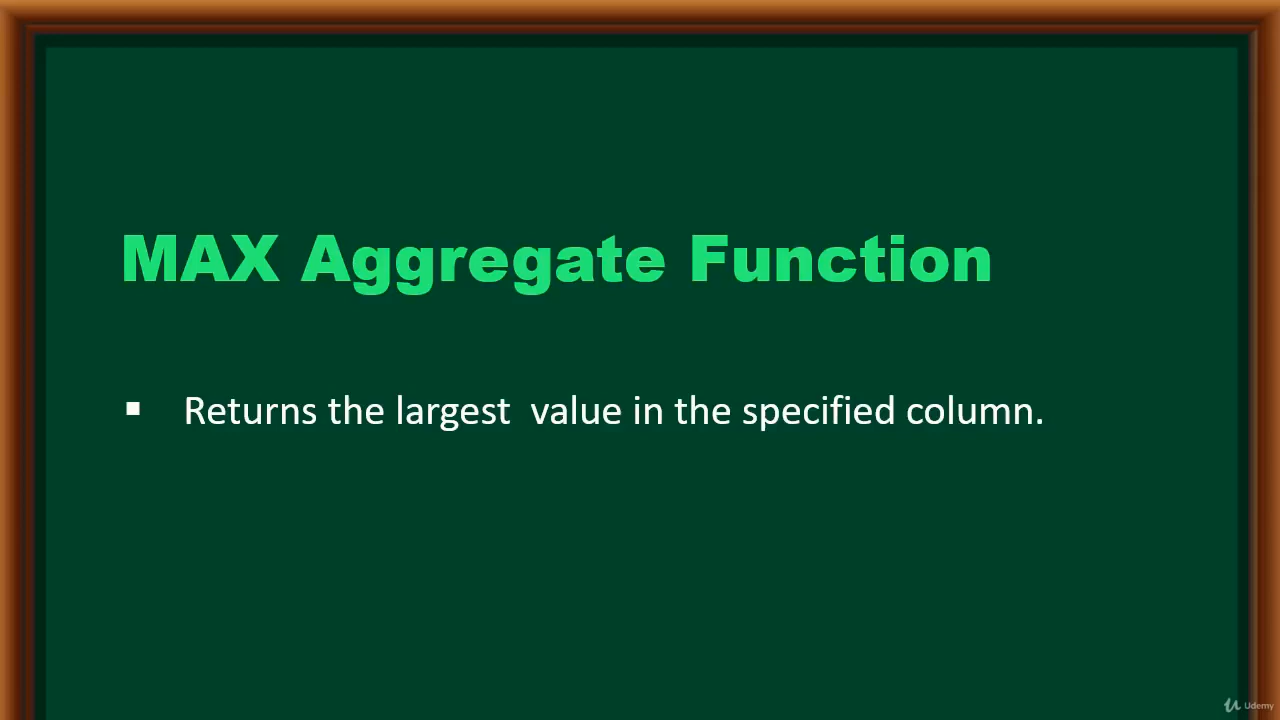 MAX Aggregate Function
▪ Returns the largest  value in the specified column.
Udemy